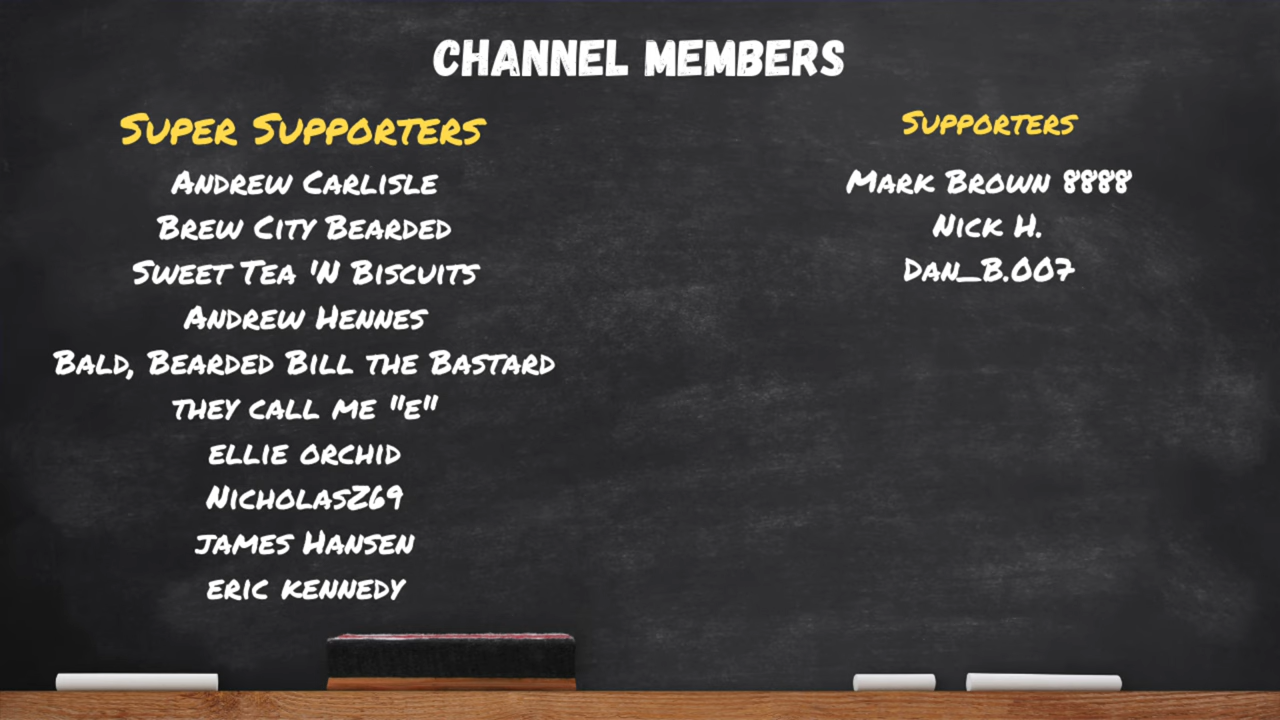 CHANNEL MEMBERS
SUPER SUPPORTERS
ANDREW CARLISLE
BREW CITY BEARDED
SWEET TEA 'N BISCUITS
ANDREW HENNES
BALD, BEARDED BILL THE BASTARD
THEY CALL ME "E"
ELLIE ORCHID
NICHOLASZ69
JAMES HANSEN
ERIC KENNEDY
SUPPORTERS
MARK BROWN 8888
NICK H.
DAN_B.007